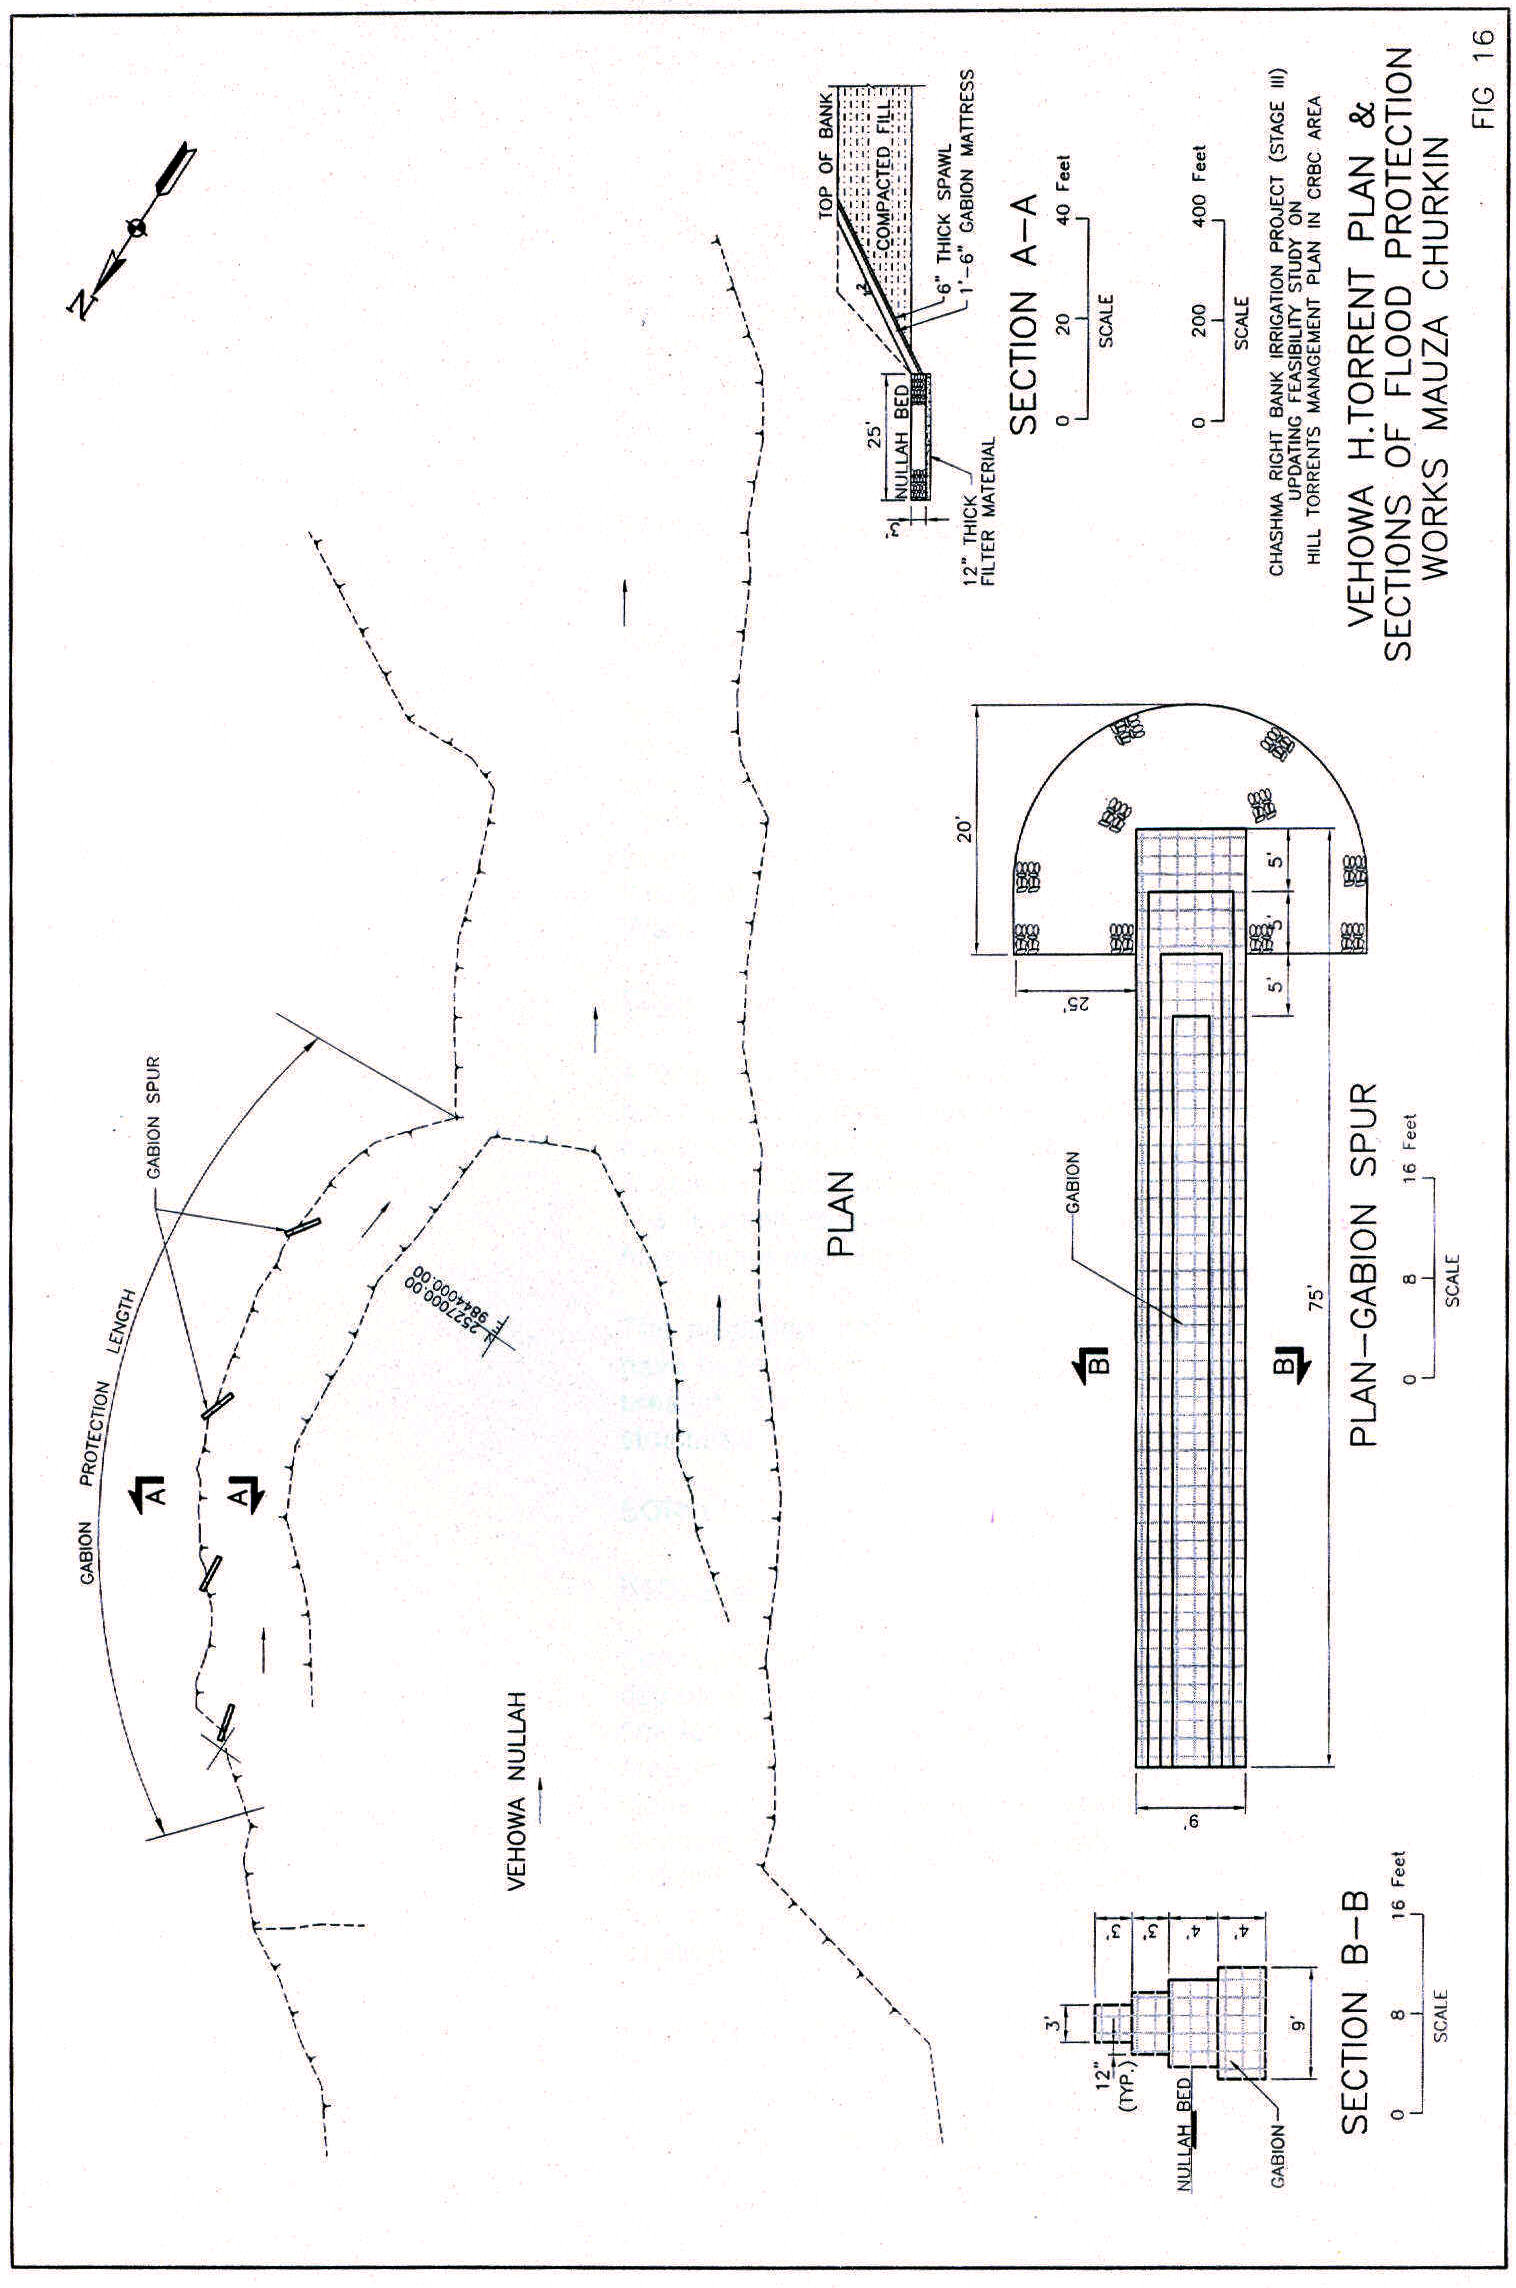 N
GABION PROTECTION LENGTH
GABION SPUR
A
A
N 2527000.00
E 9844000.00
VEHOWA NULLAH
PLAN
TOP OF BANK
COMPACTED FILL
2
1
6" THICK SPAWL
1'-6" GABION MATTRESS
25'
NULLAH BED
3'
12" THICK
FILTER MATERIAL
SECTION A-A
0 20 40 Feet
SCALE
0 200 400 Feet
SCALE
3'
3'
4'
4'
3'
12"
(TYP.)
NULLAH BED
GABION
9'
SECTION B-B
0 8 16 Feet
SCALE
GABION
B
B
20'
25'
5'
5'
5'
75'
9'
PLAN-GABION SPUR
0 8 16 Feet
SCALE
CHASHMA RIGHT BANK IRRIGATION PROJECT (STAGE III)
UPDATING FEASIBILITY STUDY ON
HILL TORRENTS MANAGEMENT PLAN IN CRBC AREA
VEHOWA H.TORRENT PLAN &
SECTIONS OF FLOOD PROTECTION
WORKS MAUZA CHURKIN
FIG 16